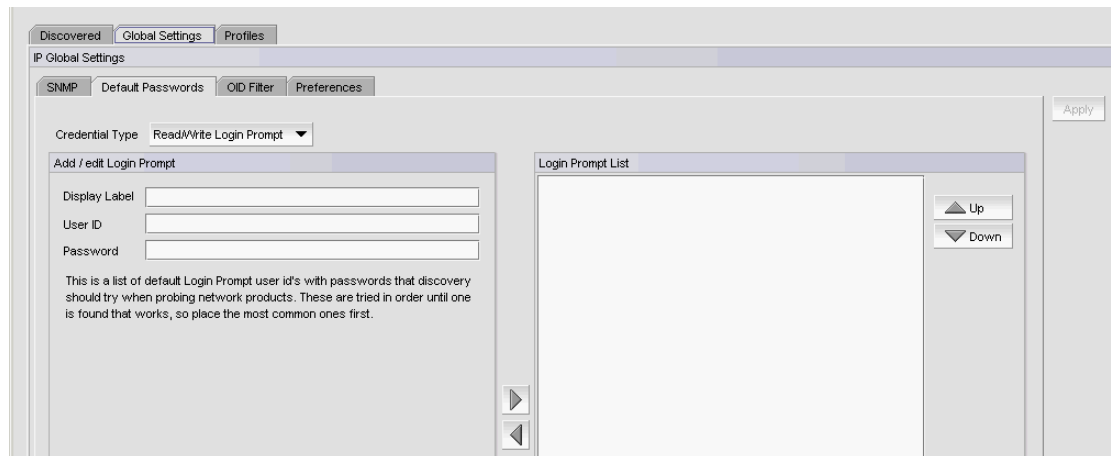 Discovered Global Settings Profiles
IP Global Settings
SNMP Default Passwords OID Filter Preferences
Apply
Credential Type Read/Write Login Prompt
Add / edit Login Prompt
Display Label
User ID
Password
This is a list of default Login Prompt user id's with passwords that discovery
should try when probing network products. These are tried in order until one
is found that works, so place the most common ones first.
Login Prompt List
Up
Down